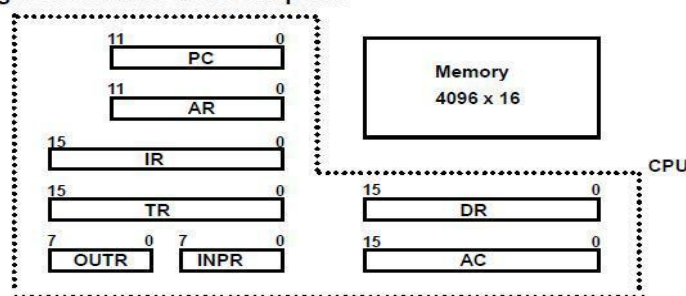 11 0
PC
11 0
AR
Memory
4096 x 16
15 0
IR
CPU
15 0
TR
15 0
DR
7 0 7 0
OUTR INPR
15 0
AC